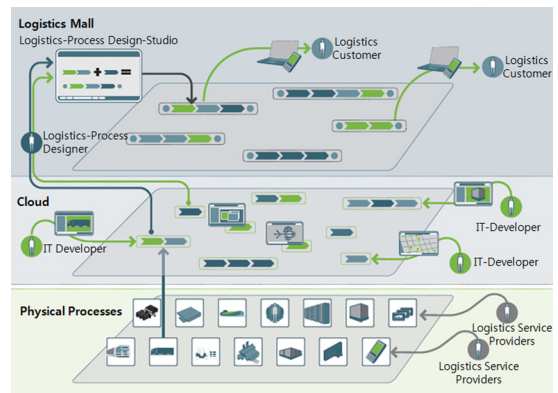 Logistics Mall
Logistics-Process Design-Studio
Logistics
Customer
Logistics
Customer
Logistics-Process
Designer
Cloud
IT Developer
IT-Developer
IT-Developer
Physical Processes
Logistics Service
Providers
Logistics Service
Providers